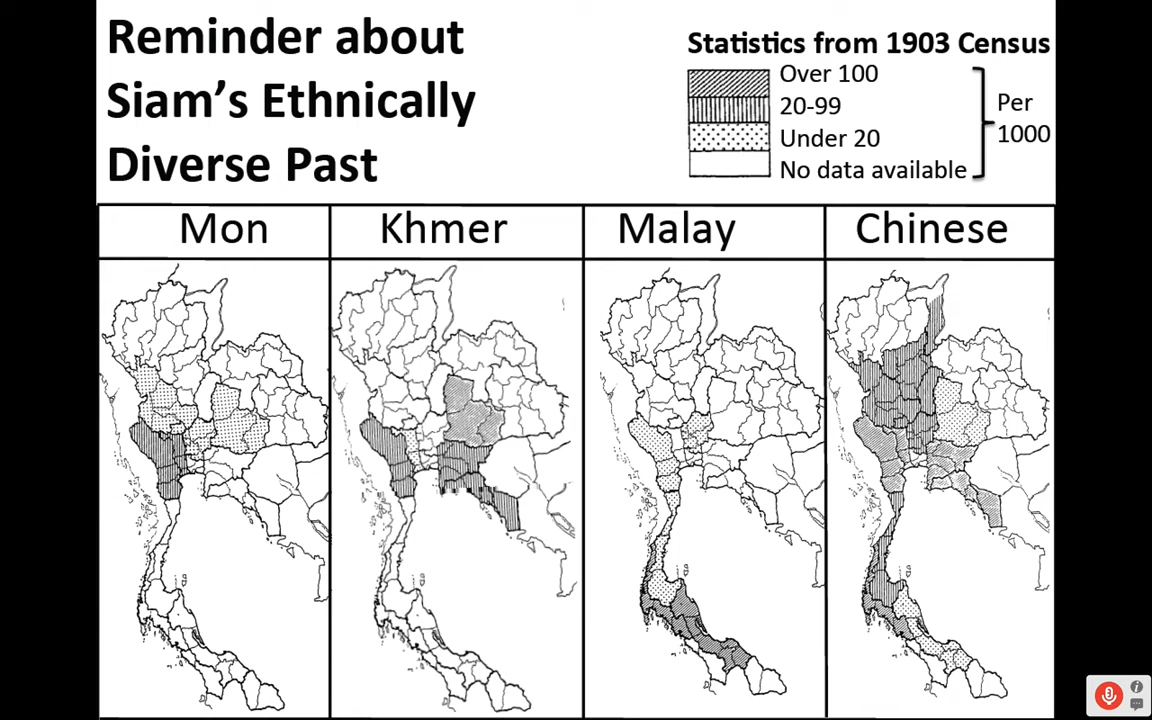 Reminder about
Siam's Ethnically
Diverse Past
Statistics from 1903 Census
Over 100
20-99
Under 20
No data available
Per
1000
Mon
Khmer
Malay
Chinese